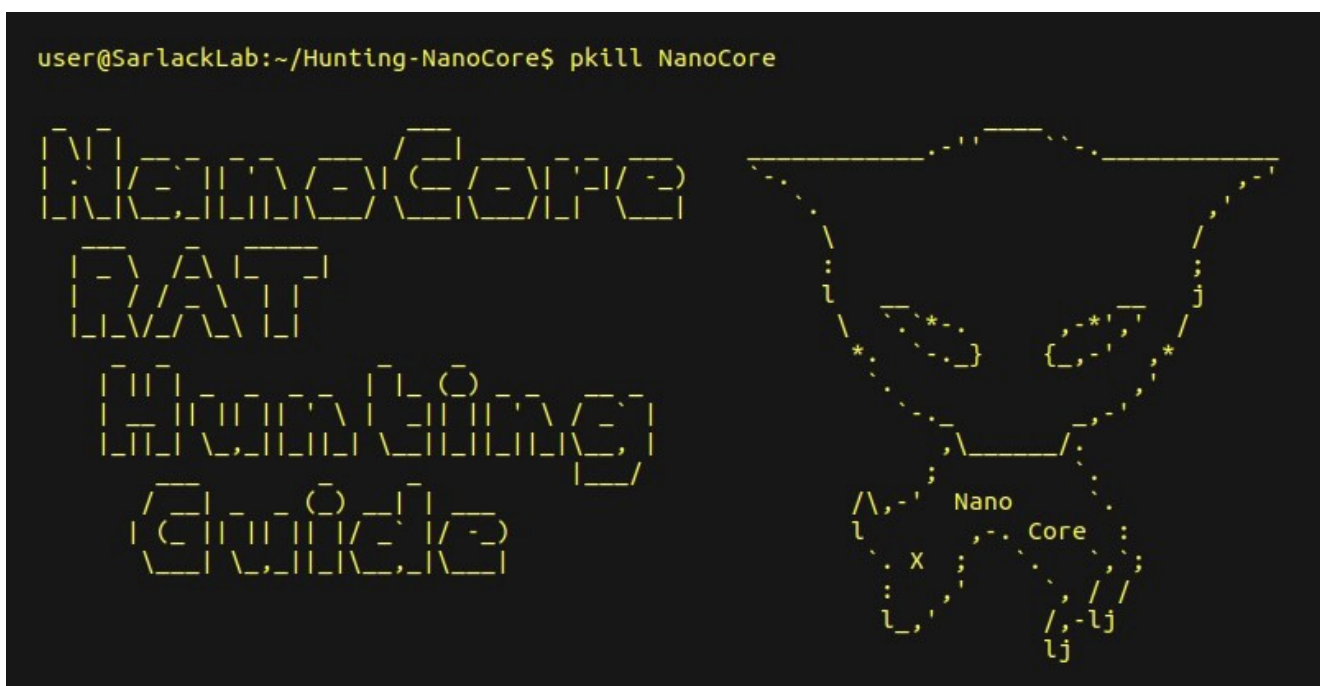 user@SarlackLab:~/Hunting-NanoCore$ pkill NanoCore
NanoCore
RAT
Hunting
Guide
Nano
Core
X